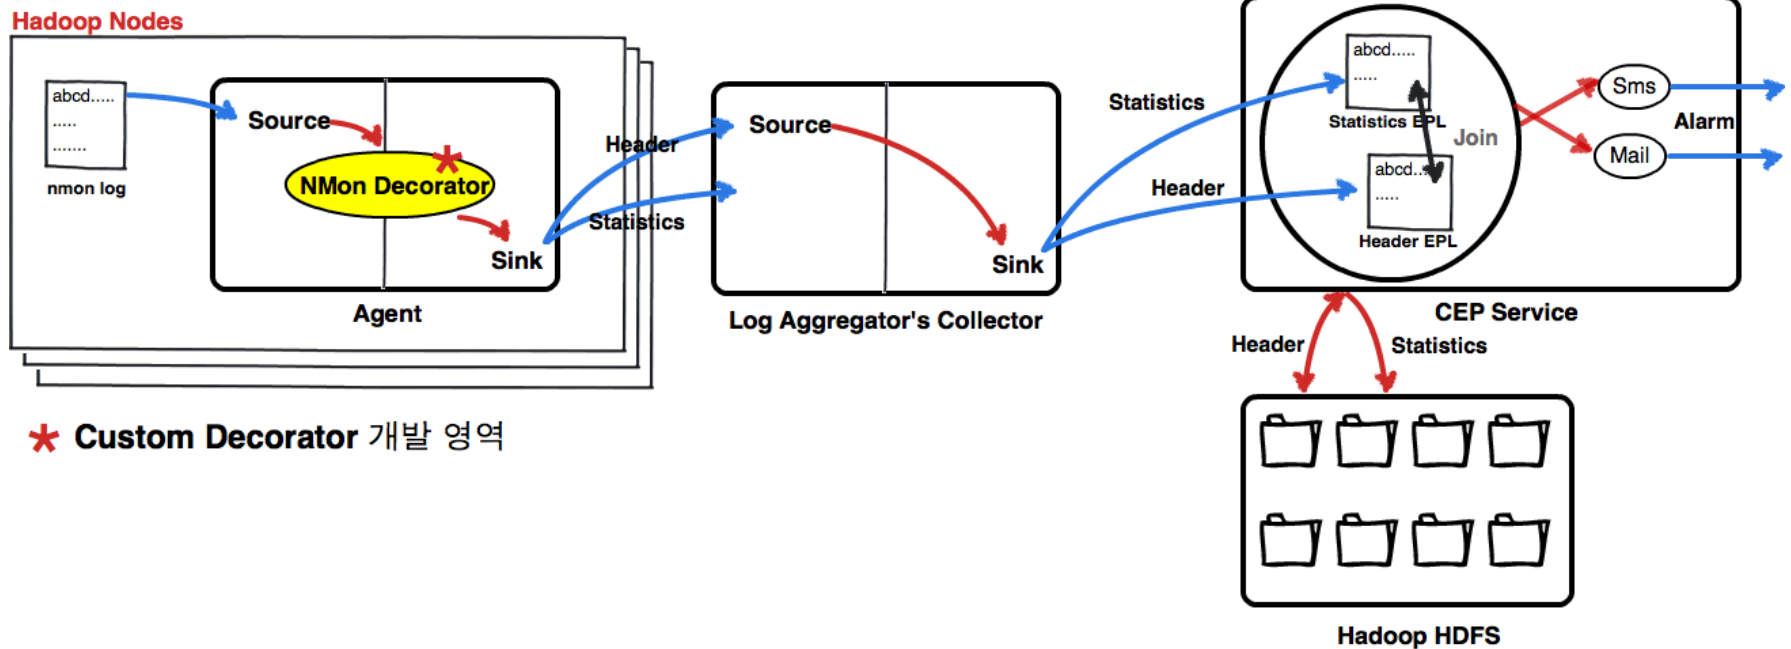 Hadoop Nodes
abcd.....
.....
.......
nmon log
Source
NMon Decorator
*
Sink
Agent
Header
Statistics
Source
Sink
Log Aggregator's Collector
Statistics
Header
abcd.....
.....
Statistics EPL
Join
abcd..
.....
Header EPL
Sms
Mail
Alarm
CEP Service
Header
Statistics
Hadoop HDFS
* Custom Decorator 개발 영역